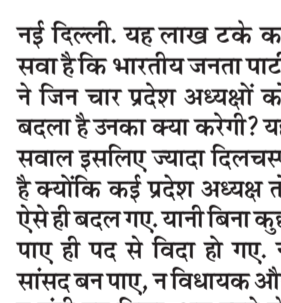 नई दिल्ली. यह लाख टके क
सवा है कि भारतीय जनता पार्ट
ने जिन चार प्रदेश अध्यक्षों क
बदला है उनका क्या करेगी? य
सवाल इसलिए ज्यादा दिलचस्
है क्योंकि कई प्रदेश अध्यक्ष त
ऐसे ही बदल गए. यानी बिना कु
पाए ही पद से विदा हो गए.
सांसद बन पाए, न विधायक औ